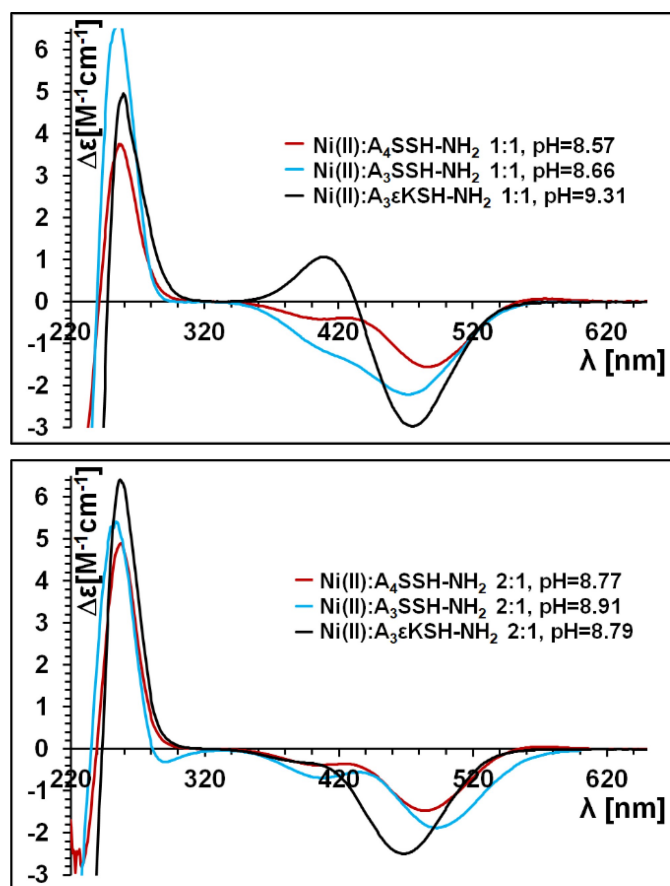 6
5
4
3
2
1
0
-1
-2
-3
Δε[M⁻¹cm⁻¹]
Ni(II):A₄SSH-NH₂ 1:1, pH=8.57
Ni(II):A₃SSH-NH₂ 1:1, pH=8.66
Ni(II):A₃εKSH-NH₂ 1:1, pH=9.31
220 320 420 520 620
λ [nm]
6
5
4
3
2
1
0
-1
-2
-3
Δε[M⁻¹cm⁻¹]
Ni(II):A₄SSH-NH₂ 2:1, pH=8.77
Ni(II):A₃SSH-NH₂ 2:1, pH=8.91
Ni(II):A₃εKSH-NH₂ 2:1, pH=8.79
220 320 420 520 620
λ [nm]